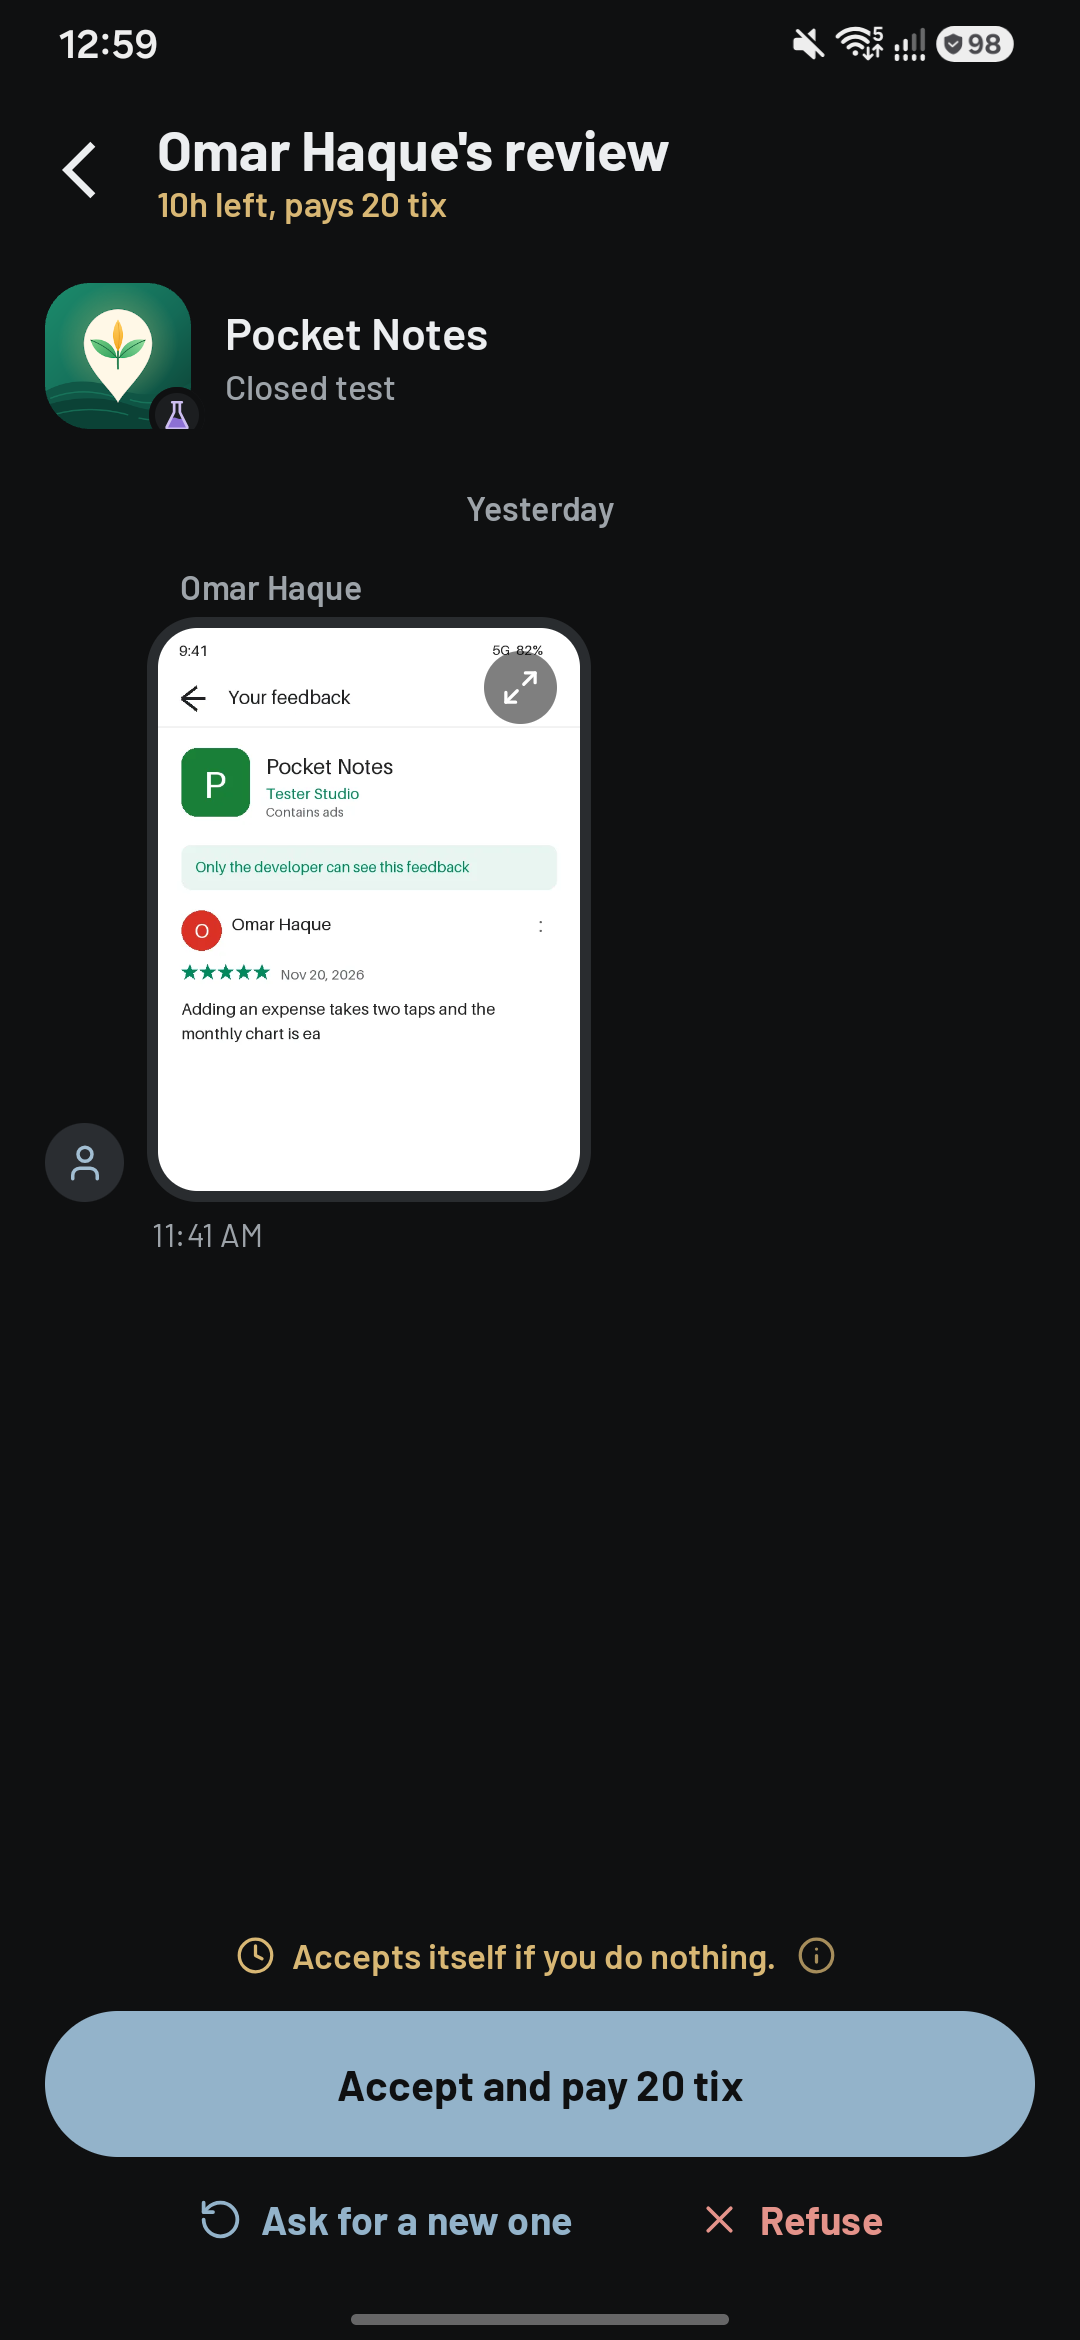 12:59
5
98
Omar Haque's review
10h left, pays 20 tix
Pocket Notes
Closed test
Yesterday
Omar Haque
9:41
5G 82%
Your feedback
P
Pocket Notes
Tester Studio
Contains ads
Only the developer can see this feedback
O
Omar Haque
Nov 20, 2026
Adding an expense takes two taps and the
monthly chart is ea
11:41 AM
Accepts itself if you do nothing.
Accept and pay 20 tix
Ask for a new one
Refuse